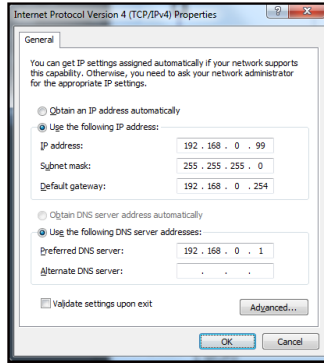 Internet Protocol Version 4 (TCP/IPv4) Properties
General
You can get IP settings assigned automatically if your network supports
this capability. Otherwise, you need to ask your network administrator
for the appropriate IP settings.
Obtain an IP address automatically
Use the following IP address:
IP address: 192 . 168 . 0 . 99
Subnet mask: 255 . 255 . 255 . 0
Default gateway: 192 . 168 . 0 . 254
Obtain DNS server address automatically
Use the following DNS server addresses:
Preferred DNS server: 192 . 168 . 0 . 1
Alternate DNS server: . . .
Validate settings upon exit
Advanced...
OK Cancel